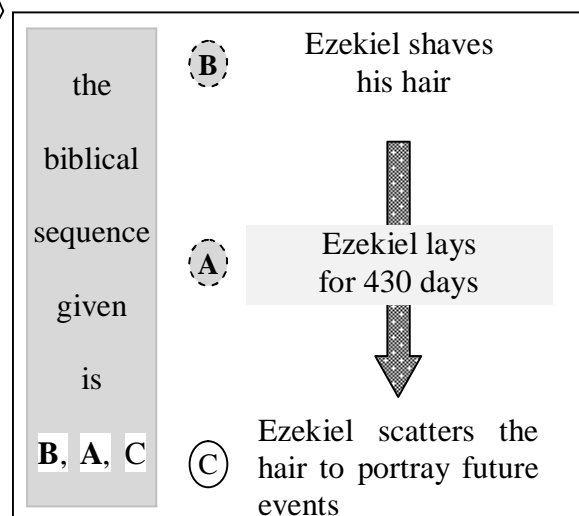 the
biblical
sequence
given
is
B, A, C
B
Ezekiel shaves
his hair
A
Ezekiel lays
for 430 days
C
Ezekiel scatters the
hair to portray future
events